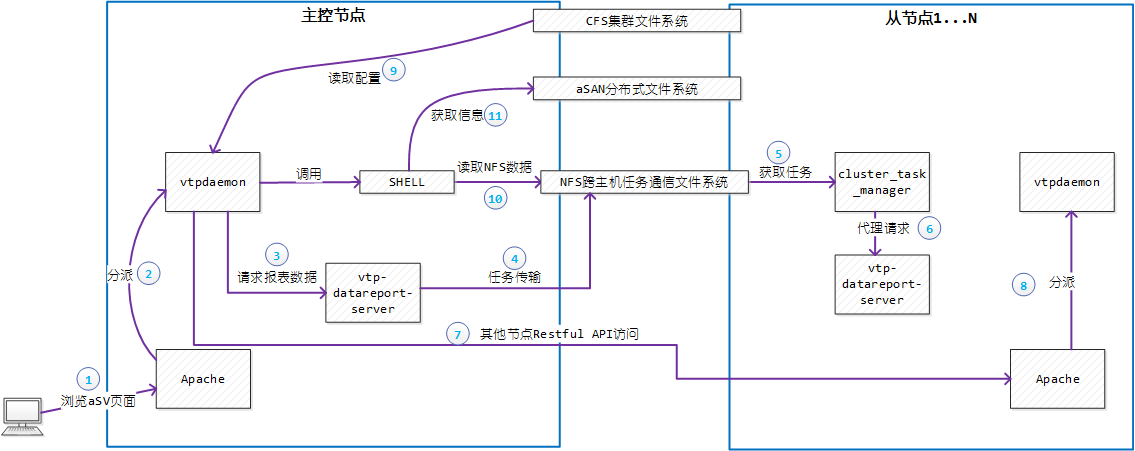 主控节点
CFS集群文件系统
从节点1...N
读取配置
9
aSAN分布式文件系统
获取信息
11
vtpdaemon
调用
SHELL
读取NFS数据
10
NFS跨主机任务通信文件系统
5
获取任务
cluster_task
_manager
vtpdaemon
分派
2
3
请求报表数据
vtp-
datareport-
server
4
任务传输
代理请求
6
vtp-
datareport-
server
8
分派
7
其他节点Restful API访问
Apache
Apache
1
浏览aSV页面